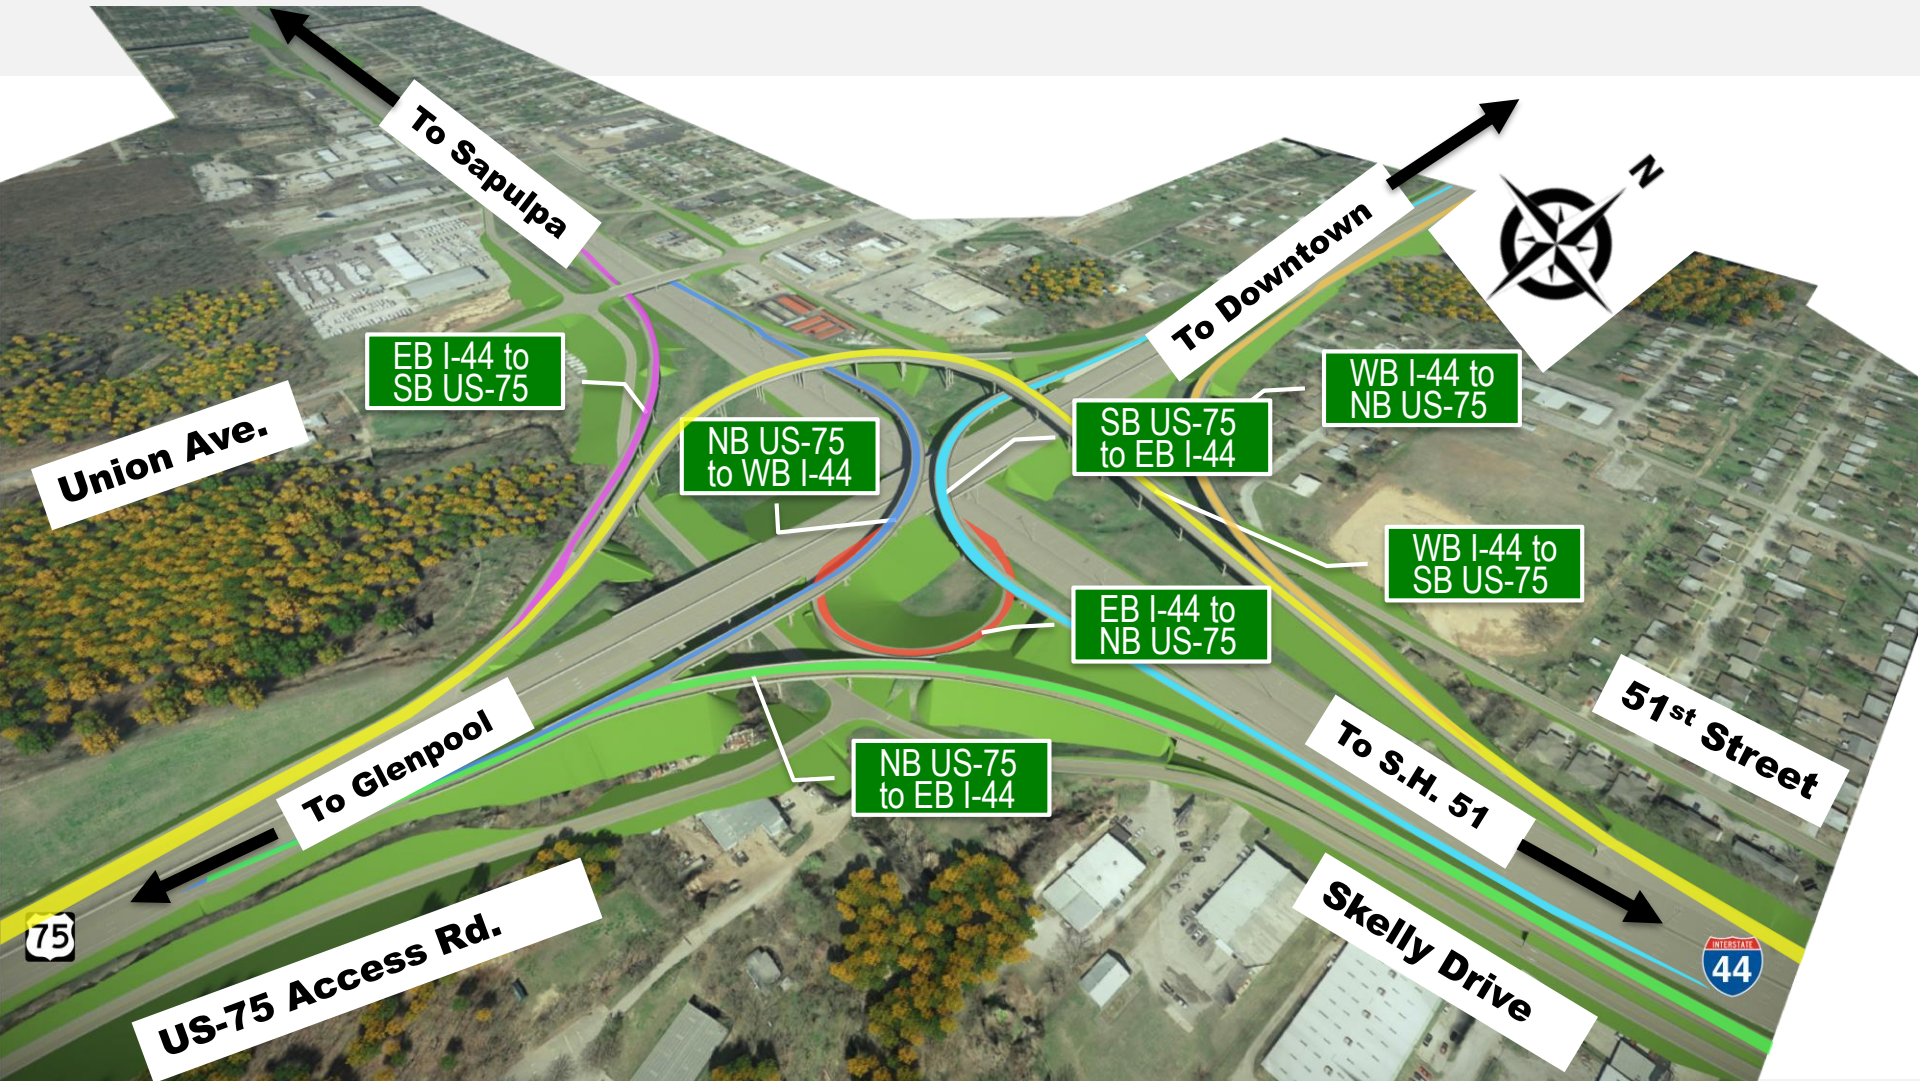 To Sapulpa
N
To Downtown
EB I-44 to
SB US-75
WB I-44 to
NB US-75
Union Ave.
NB US-75
to WB I-44
SB US-75
to EB I-44
WB I-44 to
SB US-75
EB I-44 to
NB US-75
51st Street
To Glenpool
To S.H. 51
NB US-75
to EB I-44
75
US-75 Access Rd.
Skelly Drive
INTERSTATE
44